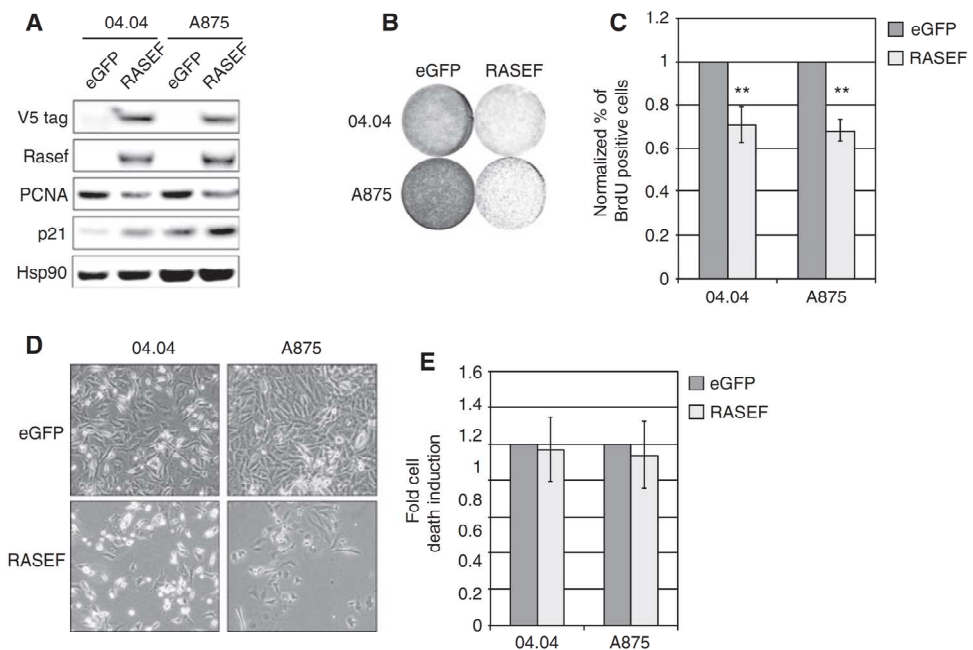 A
04.04
A875
eGFP
RASEF
eGFP
RASEF
V5 tag
Rasef
PCNA
p21
Hsp90
B
eGFP
RASEF
04.04
A875
C
Normalized % of
BrdU positive cells
1.2
1
0.8
0.6
0.4
0.2
0
**
**
04.04
A875
eGFP
RASEF
D
04.04
A875
eGFP
RASEF
E
Fold cell
death induction
1.6
1.4
1.2
1
0.8
0.6
0.4
0.2
0
04.04
A875
eGFP
RASEF